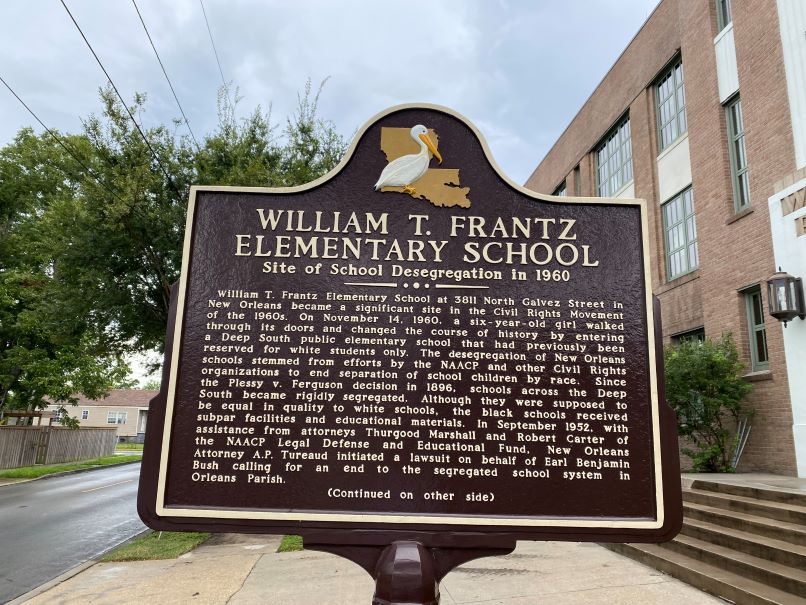 WILLIAM T. FRANTZ
ELEMENTARY SCHOOL
Site of School Desegregation in 1960
William T. Frantz Elementary School at 3811 North Galvez Street in
New Orleans became a significant site in the Civil Rights Movement
of the 1960s. On November 14, 1960, a six-year-old girl walked
through its doors and changed the course of history by entering
a Deep South public elementary school that had previously been
reserved for white students only. The desegregation of New Orleans
schools stemmed from efforts by the NAACP and other Civil Rights
organizations to end separation of school children by race. Since
the Plessy v. Ferguson decision in 1896, schools across the Deep
South became rigidly segregated. Although they were supposed to
be equal in quality to white schools, the black schools received
subpar facilities and educational materials. In September 1952, with
assistance from attorneys Thurgood Marshall and Robert Carter of
the NAACP Legal Defense and Educational Fund, New Orleans
Attorney A.P. Tureaud initiated a lawsuit on behalf of Earl Benjamin
Bush calling for an end to the segregated school system in
Orleans Parish.
(Continued on other side)